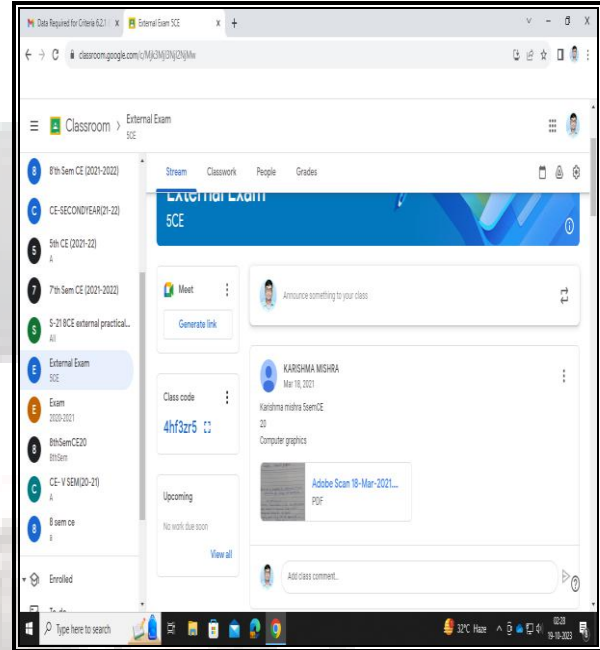 Data Required for Criteria 6.2.1
External Exam 5CE
classroom.google.com/c/Mjk3MjI3NjI2NjMw
Classroom > External Exam
5CE
8'th Sem CE (2021-2022)
CE-SECONDYEAR(21-22)
5th CE (2021-22)
A
7'th Sem CE (2021-2022)
S-21 8CE external practical...
All
External Exam
5CE
Exam
2020-2021
8thSemCE20
8thSem
CE- V SEM(20-21)
A
8 sem ce
a
Enrolled
To do
Stream Classwork People Grades
External Exam
5CE
Meet
Generate link
Class code
4hf3zr5
Upcoming
No work due soon
View all
Announce something to your class
KARISHMA MISHRA
Mar 18, 2021
Karishma mishra 5semCE
20
Computer graphics
Adobe Scan 18-Mar-2021...
PDF
Add class comment...
Type here to search
32°C Haze
02:28
19-10-2023